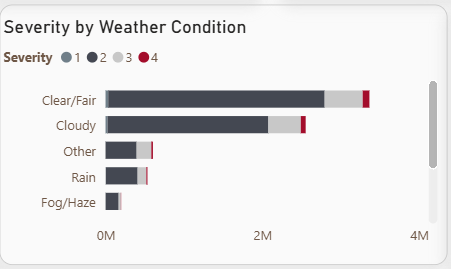 Severity by Weather Condition
Severity 1 2 3 4
Clear/Fair
Cloudy
Other
Rain
Fog/Haze
0M 2M 4M